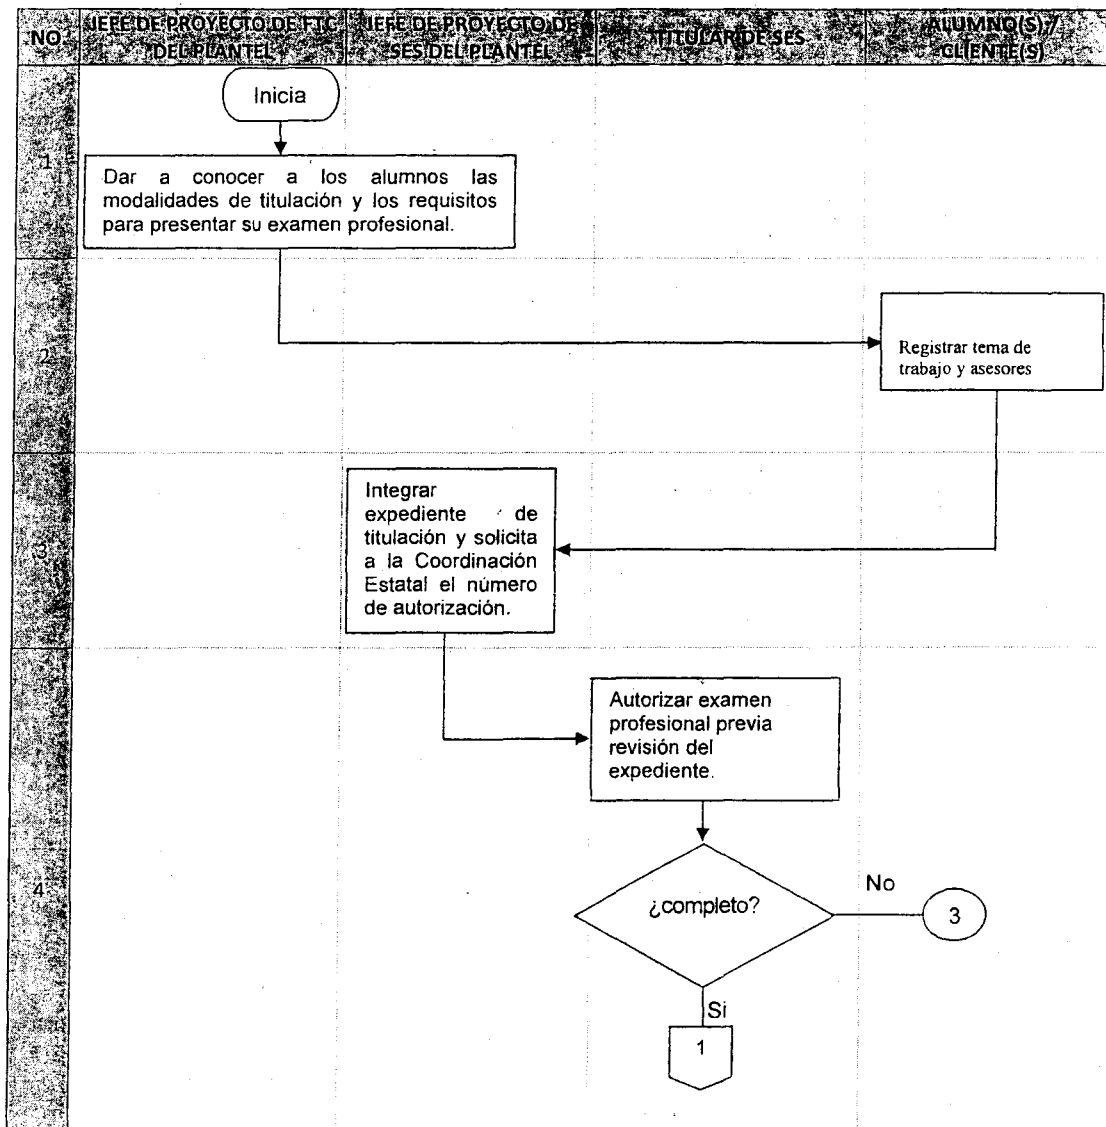 NO
JEFE DE PROYECTO DE FTC
DEL PLANTEL
JEFE DE PROYECTO DE
SES DEL PLANTEL
TITULAR DE SES
ALUMNO(S) /
CLIENTE(S)
1
Inicia
Dar a conocer a los alumnos las
modalidades de titulación y los requisitos
para presentar su examen profesional.
2
Registrar tema de
trabajo y asesores
3
Integrar
expediente de
titulación y solicita
a la Coordinación
Estatal el número
de autorización.
4
Autorizar examen
profesional previa
revisión del
expediente.
¿completo?
No
3
Si
1